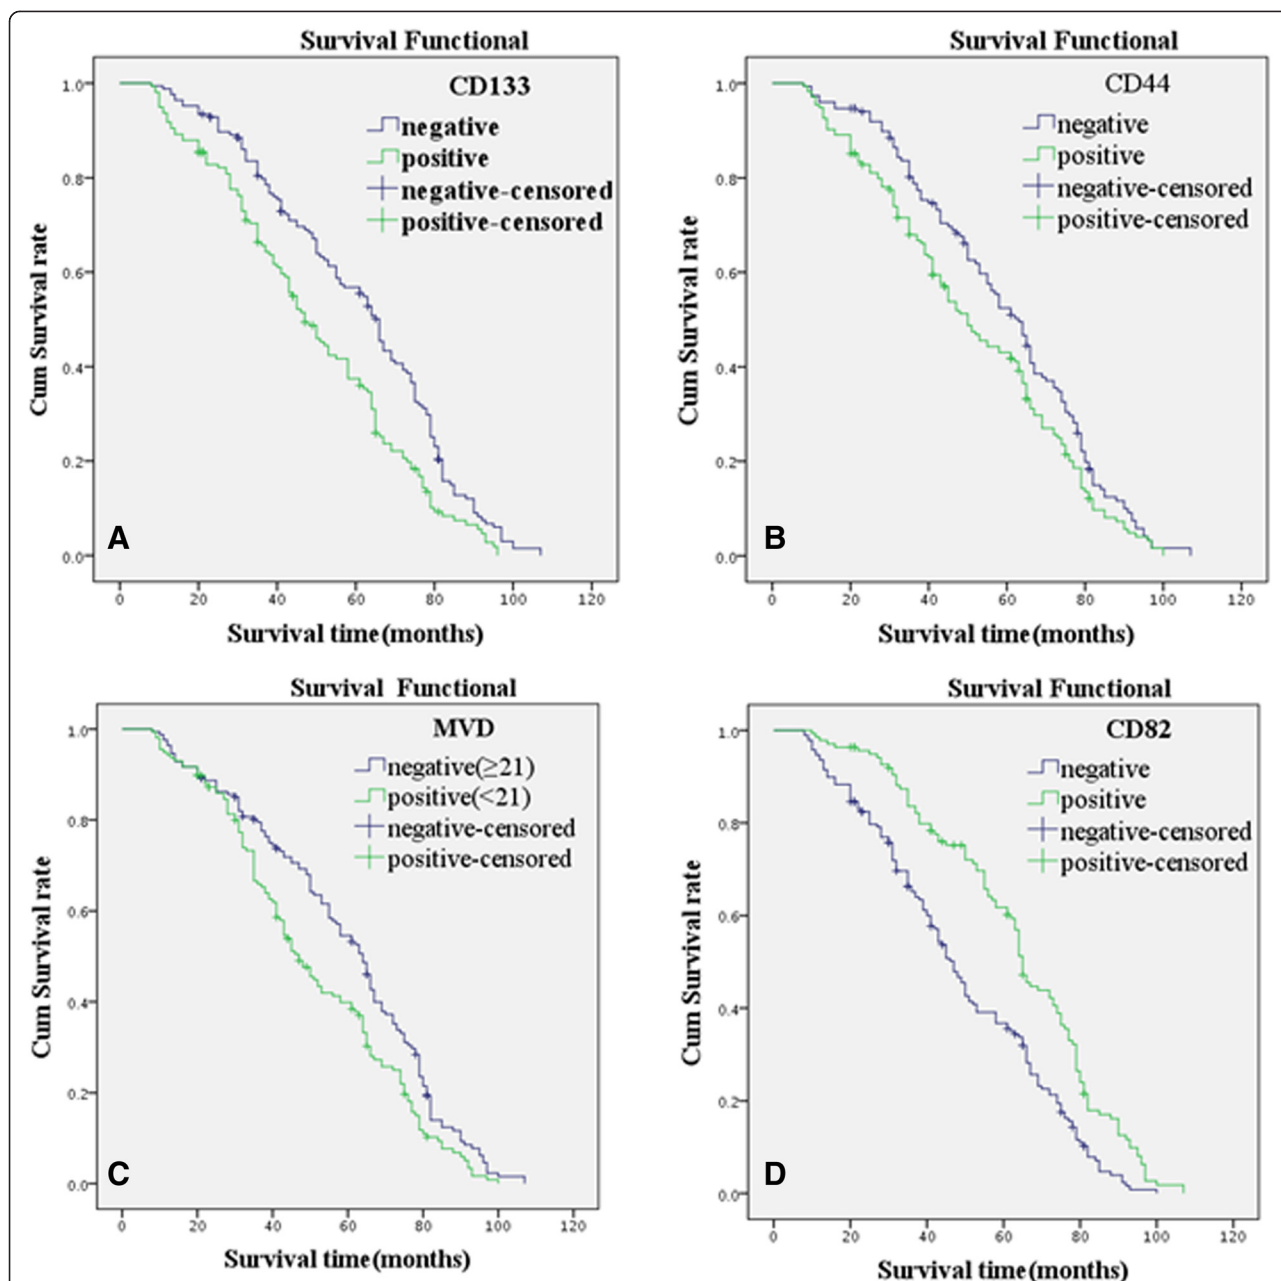 Survival Functional
CD133
negative
positive
negative-censored
positive-censored
Cum Survival rate
1.0
0.8
0.6
0.4
0.2
0.0
A
0 20 40 60 80 100 120
Survival time(months)
Survival Functional
CD44
negative
positive
negative-censored
positive-censored
Cum Survival rate
1.0
0.8
0.6
0.4
0.2
0.0
B
0 20 40 60 80 100 120
Survival time(months)
Survival Functional
MVD
negative(≥21)
positive(<21)
negative-censored
positive-censored
Cum Survival rate
1.0
0.8
0.6
0.4
0.2
0.0
C
0 20 40 60 80 100 120
Survival time(months)
Survival Functional
CD82
negative
positive
negative-censored
positive-censored
Cum Survival rate
1.0
0.8
0.6
0.4
0.2
0.0
D
0 20 40 60 80 100 120
Survival time(months)